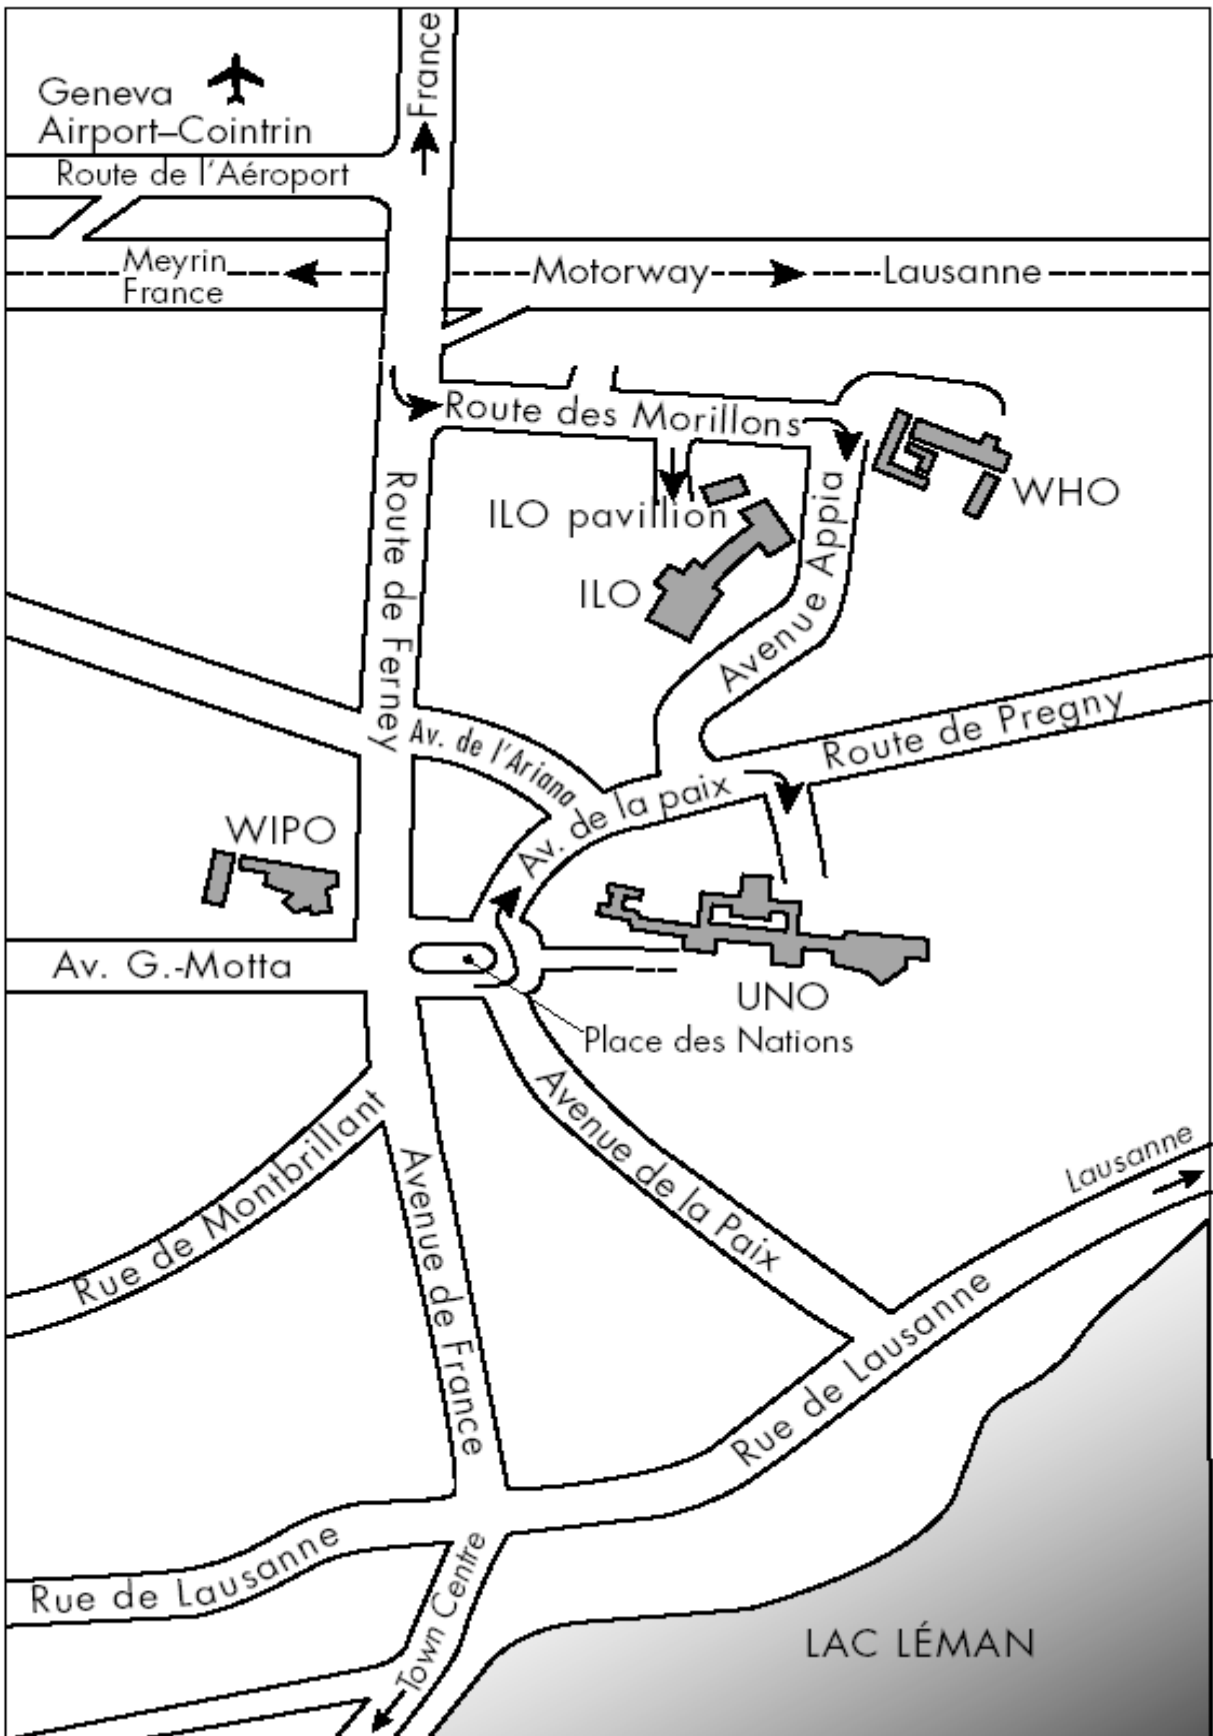 France
Geneva
Airport–Cointrin
Route de l'Aéroport
Meyrin
France
Motorway
Lausanne
Route des Morillons
WHO
ILO pavillion
ILO
Avenue Appia
Route de Ferney
Av. de l'Ariana
Route de Pregny
Av. de la paix
WIPO
Av. G.-Motta
UNO
Place des Nations
Avenue de la Paix
Rue de Montbrillant
Avenue de France
Lausanne
Rue de Lausanne
Rue de Lausanne
Town Centre
LAC LÉMAN